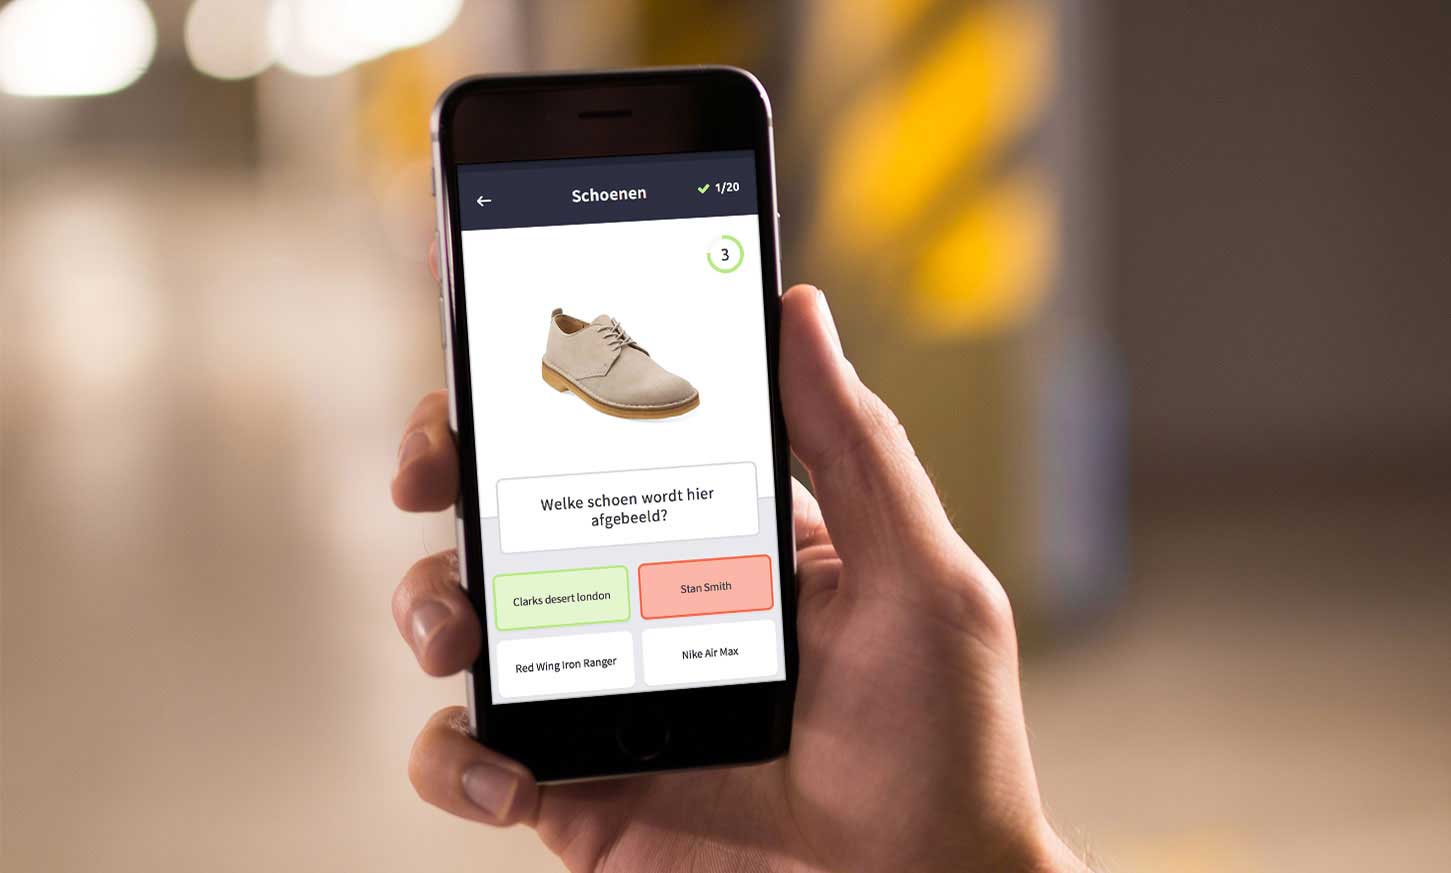 Schoenen
1/20
3
Welke schoen wordt hier
afgebeeld?
Clarks desert london
Stan Smith
Red Wing Iron Ranger
Nike Air Max